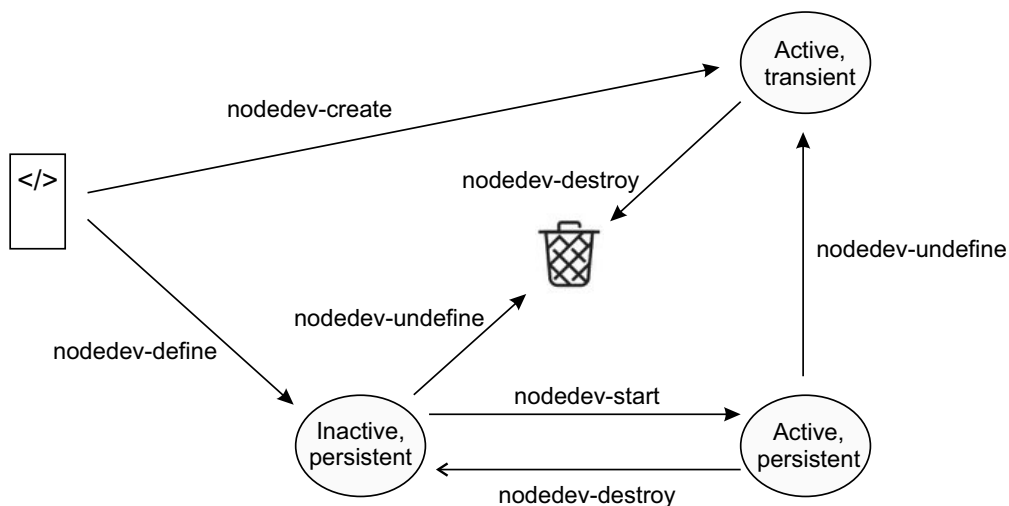 Active,
transient
nodedev-create
</>
nodedev-destroy
nodedev-undefine
nodedev-undefine
nodedev-define
nodedev-start
Inactive,
persistent
Active,
persistent
nodedev-destroy